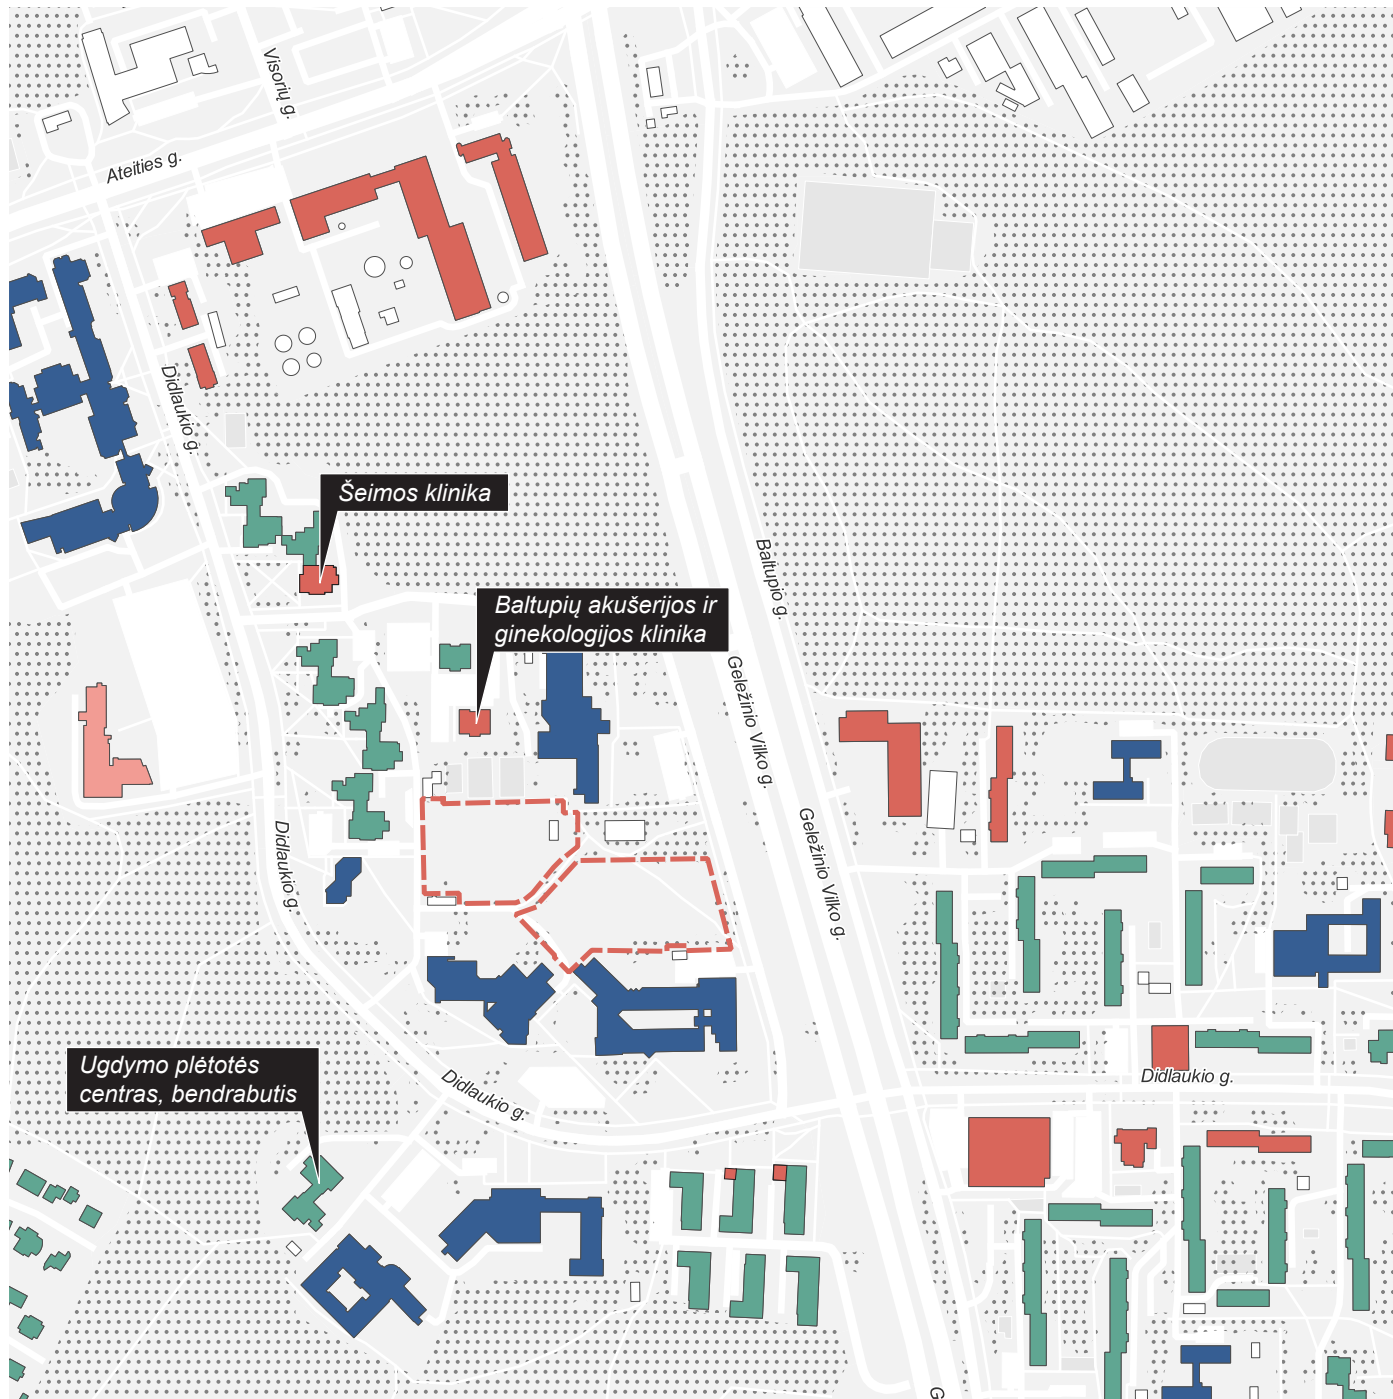 Visorių g.
Ateities g.
Didlaukio g.
Šeimos klinika
Baltupio g.
Baltupių akušerijos ir
ginekologijos klinika
Geležinio Vilko g.
Geležinio Vilko g.
Didlaukio g.
Ugdymo plėtotės
centras, bendrabutis
Didlaukio g.
Didlaukio g.
G